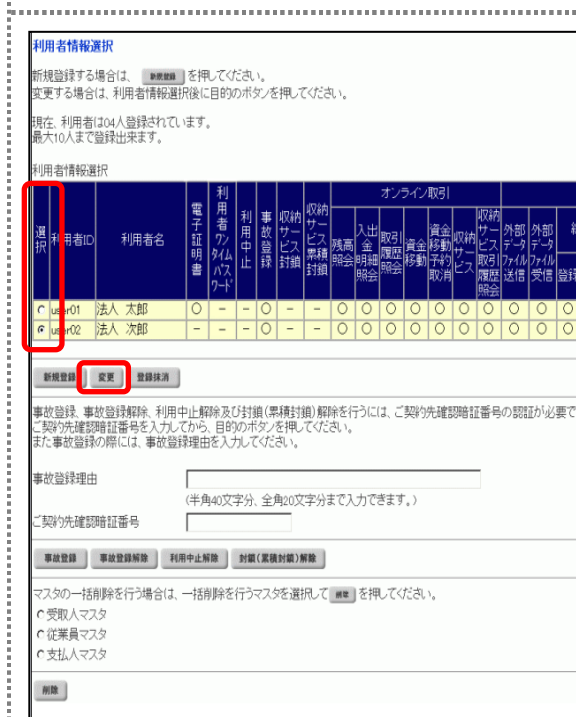 利用者情報選択
新規登録する場合は、 新規登録 を押してください。
変更する場合は、利用者情報選択後に目的のボタンを押してください。
現在、利用者は04人登録されています。
最大10人まで登録出来ます。
利用者情報選択
選択 利用者ID 利用者名 電子証明書 利用者ワンタイムパスワード 利用中止 事故登録 収納サービス封鎖 収納サービス累積封鎖 オンライン取引
残高照会 入出金明細照会 取引履歴照会 資金移動 資金移動予約取消 収納サービス 収納サービス取引履歴照会 外部データファイル送信 外部データファイル受信 登録
user01 法人 太郎 ○ － － ○ － － ○ ○ ○ ○ ○ ○ ○ ○ ○ ○
user02 法人 次郎 － － － ○ － － ○ ○ ○ ○ ○ ○ ○ ○ ○ ○
新規登録 変更 登録抹消
事故登録、事故登録解除、利用中止解除及び封鎖(累積封鎖)解除を行うには、ご契約先確認暗証番号の認証が必要で
ご契約先確認暗証番号を入力してから、目的のボタンを押してください。
また事故登録の際には、事故登録理由を入力してください。
事故登録理由
(半角40文字分、全角20文字分まで入力できます。)
ご契約先確認暗証番号
事故登録 事故登録解除 利用中止解除 封鎖(累積封鎖)解除
マスタの一括削除を行う場合は、一括削除を行うマスタを選択して 削除 を押してください。
受取人マスタ
従業員マスタ
支払人マスタ
削除